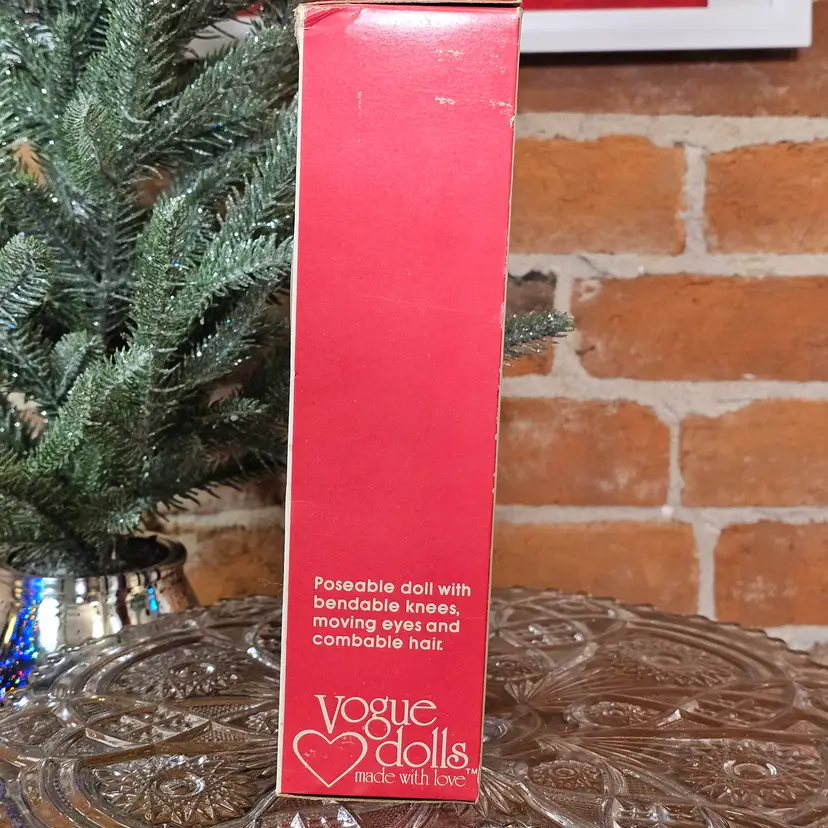 Poseable doll with
bendable knees,
moving eyes and
combable hair.
Vogue
dolls
made with love™